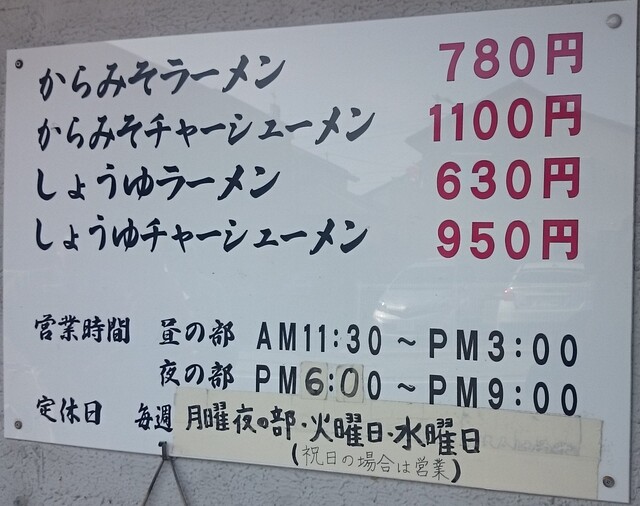 からみそラーメン 780円
からみそチャーシューメン 1100円
しょうゆラーメン 630円
しょうゆチャーシューメン 950円
営業時間 昼の部 AM11:30～PM3:00
夜の部 PM6:00～PM9:00
定休日 毎週 月曜夜の部・火曜日・水曜日
(祝日の場合は営業)